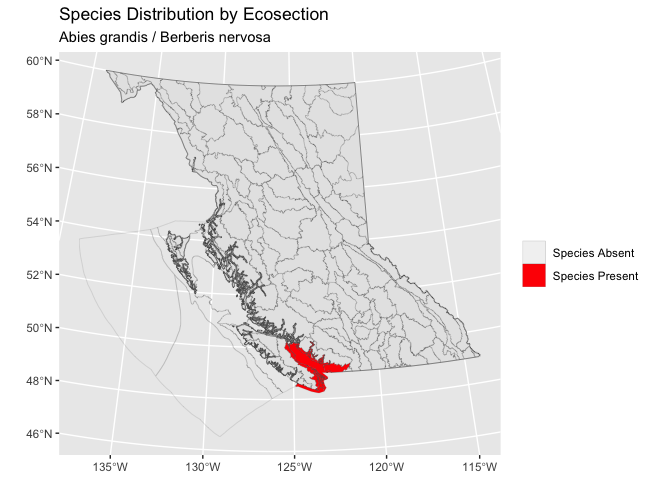 Species Distribution by Ecosection
Abies grandis / Berberis nervosa
60°N
58°N
56°N
54°N
52°N
50°N
48°N
46°N
135°W
130°W
125°W
120°W
115°W
Species Absent
Species Present